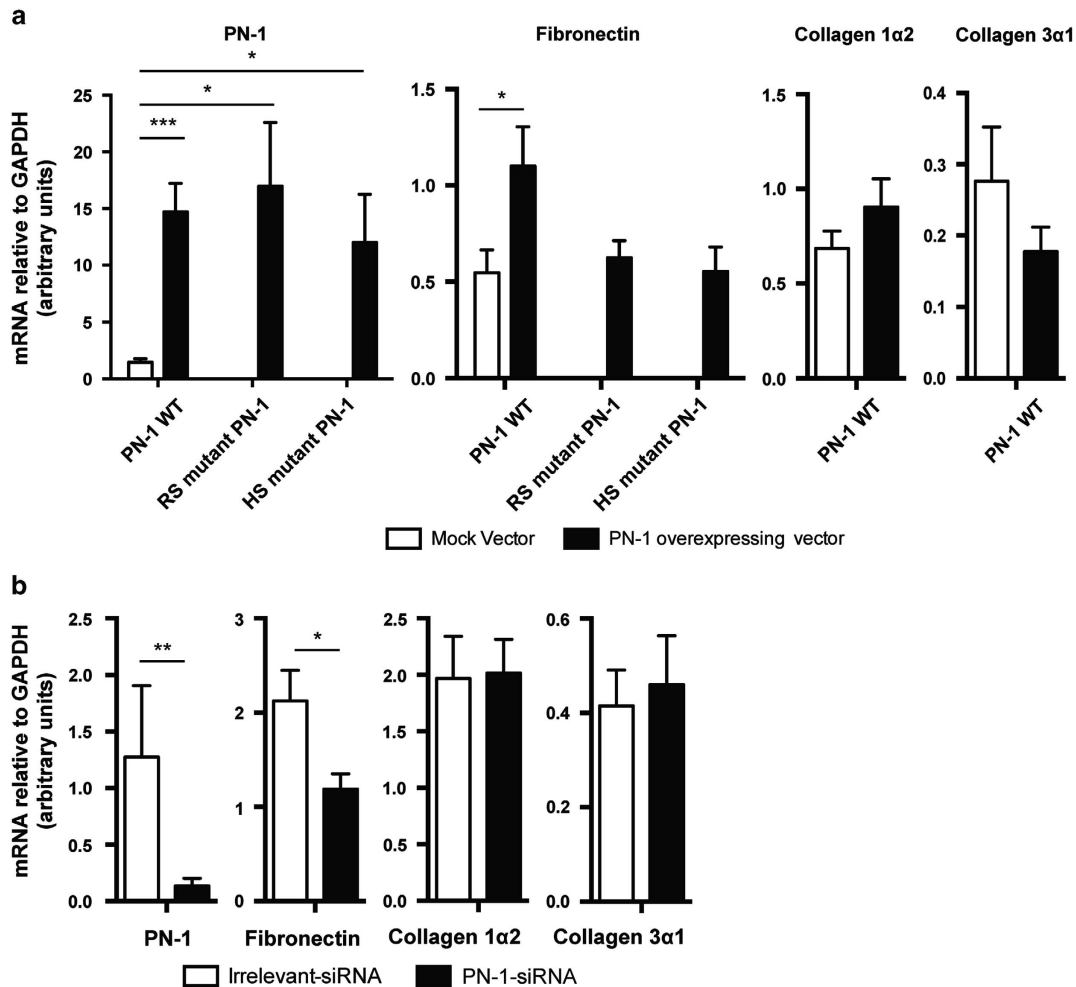 a
PN-1
Fibronectin
Collagen 1α2
Collagen 3α1
mRNA relative to GAPDH
(arbitrary units)
*
*
***
25
20
15
10
5
0
PN-1 WT
RS mutant PN-1
HS mutant PN-1
*
1.5
1.0
0.5
0.0
PN-1 WT
RS mutant PN-1
HS mutant PN-1
1.5
1.0
0.5
0.0
PN-1 WT
0.4
0.3
0.2
0.1
0.0
PN-1 WT
Mock Vector
PN-1 overexpressing vector
b
mRNA relative to GAPDH
(arbitrary units)
**
2.5
2.0
1.5
1.0
0.5
0.0
PN-1
*
3
2
1
0
Fibronectin
2.5
2.0
1.5
1.0
0.5
0.0
Collagen 1α2
0.6
0.4
0.2
0.0
Collagen 3α1
Irrelevant-siRNA
PN-1-siRNA